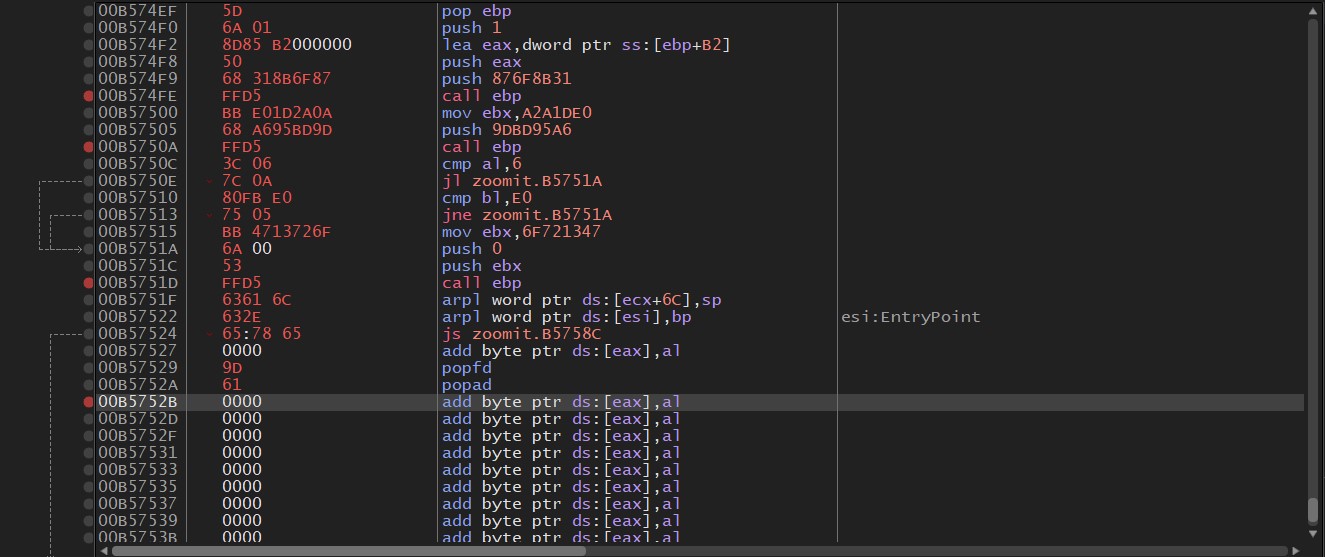 00B574EF 5D pop ebp
00B574F0 6A 01 push 1
00B574F2 8D85 B2000000 lea eax,dword ptr ss:[ebp+B2]
00B574F8 50 push eax
00B574F9 68 318B6F87 push 876F8B31
00B574FE FFD5 call ebp
00B57500 BB E01D2A0A mov ebx,A2A1DE0
00B57505 68 A695BD9D push 9DBD95A6
00B5750A FFD5 call ebp
00B5750C 3C 06 cmp al,6
00B5750E - 7C 0A jl zoomit.B5751A
00B57510 80FB E0 cmp bl,E0
00B57513 - 75 05 jne zoomit.B5751A
00B57515 BB 4713726F mov ebx,6F721347
00B5751A 6A 00 push 0
00B5751C 53 push ebx
00B5751D FFD5 call ebp
00B5751F 6361 6C arpl word ptr ds:[ecx+6C],sp
00B57522 632E arpl word ptr ds:[esi],bp esi:EntryPoint
00B57524 - 65:78 65 js zoomit.B5758C
00B57527 0000 add byte ptr ds:[eax],al
00B57529 9D popfd
00B5752A 61 popad
00B5752B 0000 add byte ptr ds:[eax],al
00B5752D 0000 add byte ptr ds:[eax],al
00B5752F 0000 add byte ptr ds:[eax],al
00B57531 0000 add byte ptr ds:[eax],al
00B57533 0000 add byte ptr ds:[eax],al
00B57535 0000 add byte ptr ds:[eax],al
00B57537 0000 add byte ptr ds:[eax],al
00B57539 0000 add byte ptr ds:[eax],al
00B5753B 0000 add byte ptr ds:[eax],al